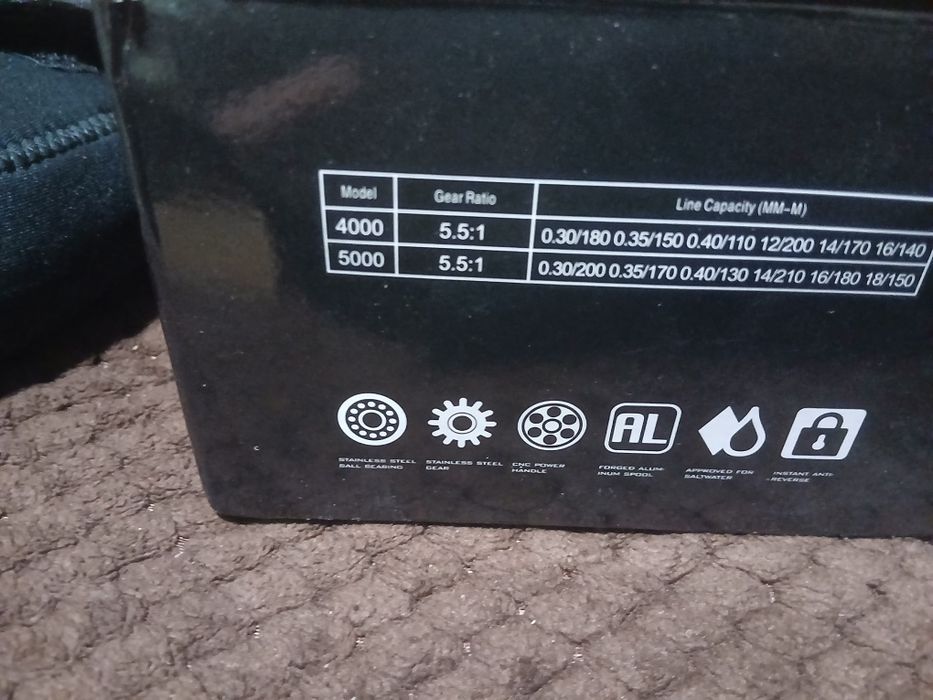 Model Gear Ratio Line Capacity (MM-M)
4000 5.5:1 0.30/180 0.35/150 0.40/110 12/200 14/170 16/140
5000 5.5:1 0.30/200 0.35/170 0.40/130 14/210 16/180 18/150
AL
STAINLESS STEEL
BALL BEARING
STAINLESS STEEL
GEAR
CNC POWER
HANDLE
FORGED ALUM-
INUM SPOOL
APPROVED FOR
SALTWATER
INSTANT ANTI-
-REVERSE